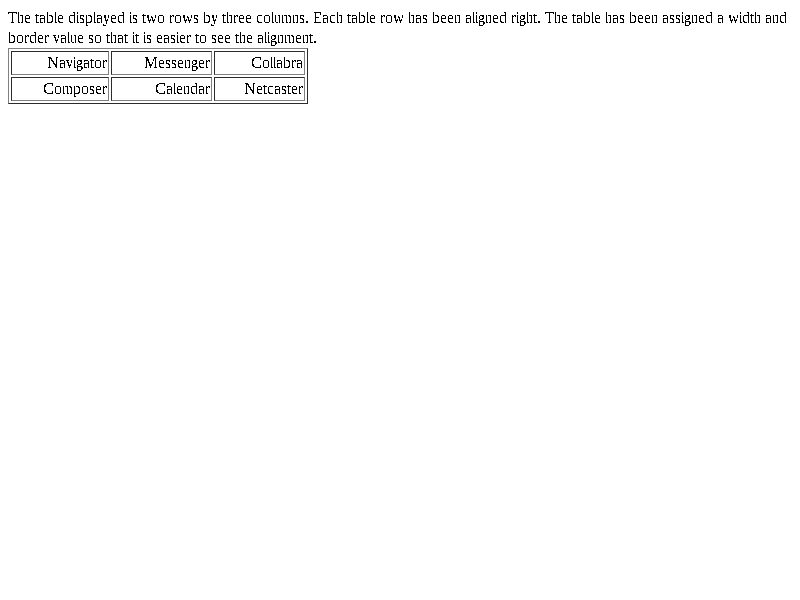 The table displayed is two rows by three columns. Each table row has been aligned right. The table has been assigned a width and
border value so that it is easier to see the alignment.
Navigator Messenger Collabra
Composer Calendar Netcaster